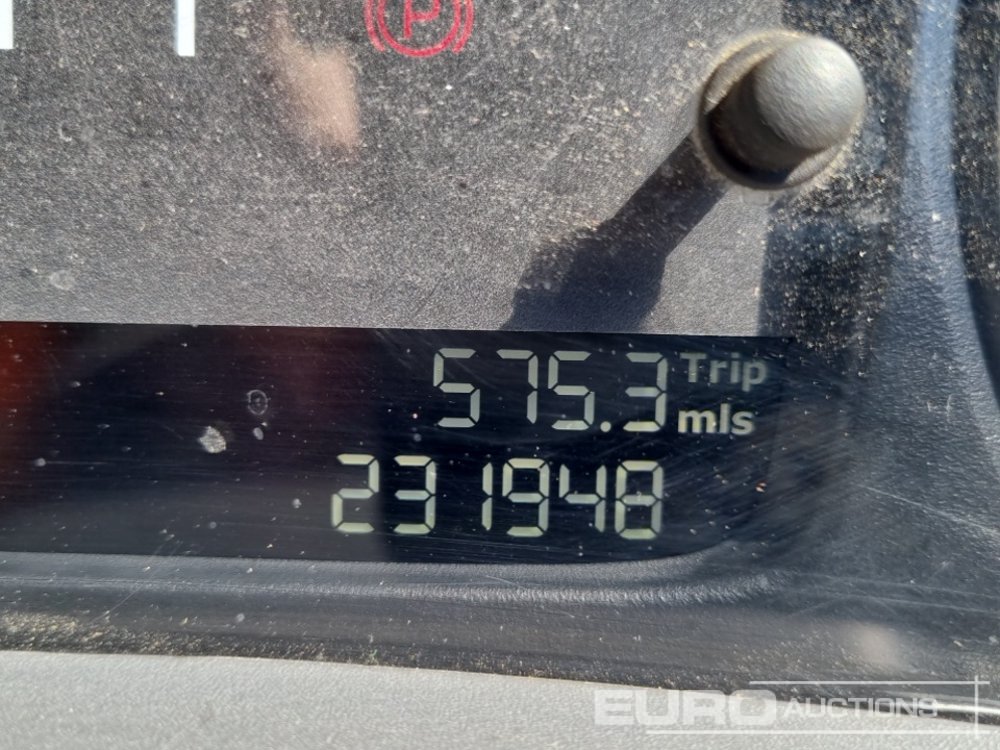 P
575.3 Trip
mls
231948
EURO AUCTIONS